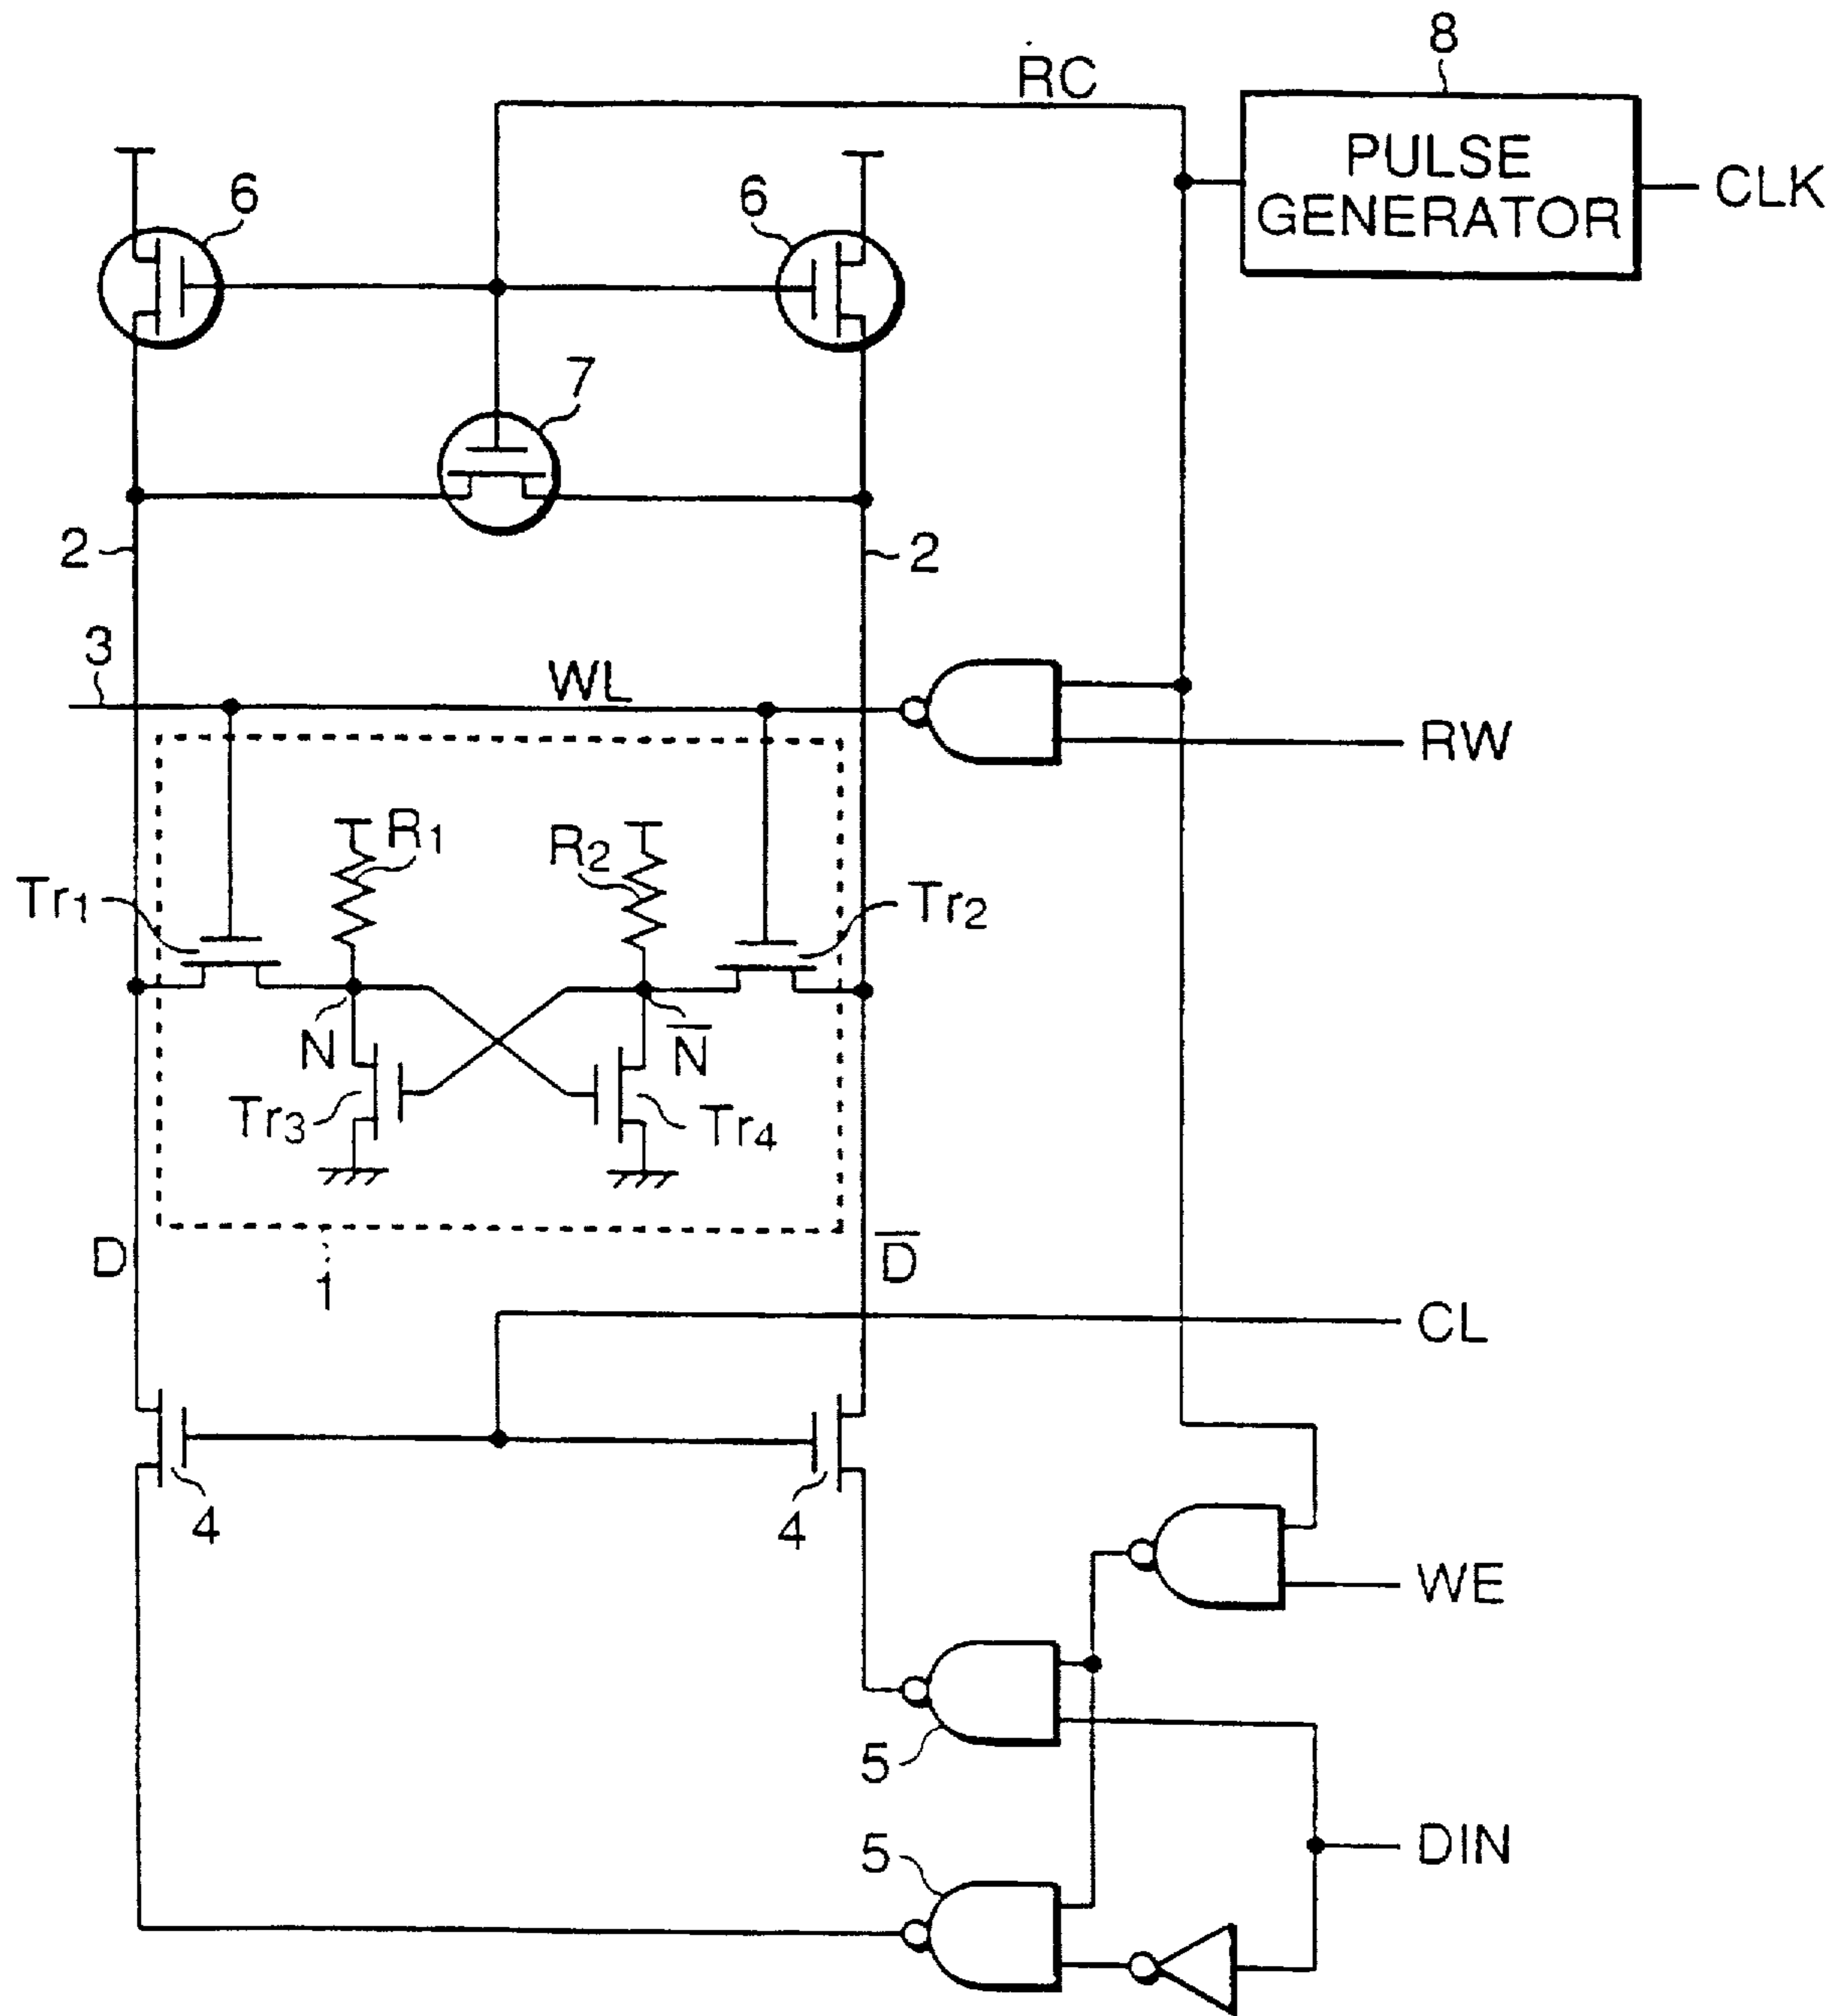 8
RC
PULSE
GENERATOR
CLK
6
6
7
2
2
3
WL
RW
R1
R2
Tr1
Tr2
N
N̅
Tr3
Tr4
D
D̅
1
CL
4
4
WE
5
DIN
5